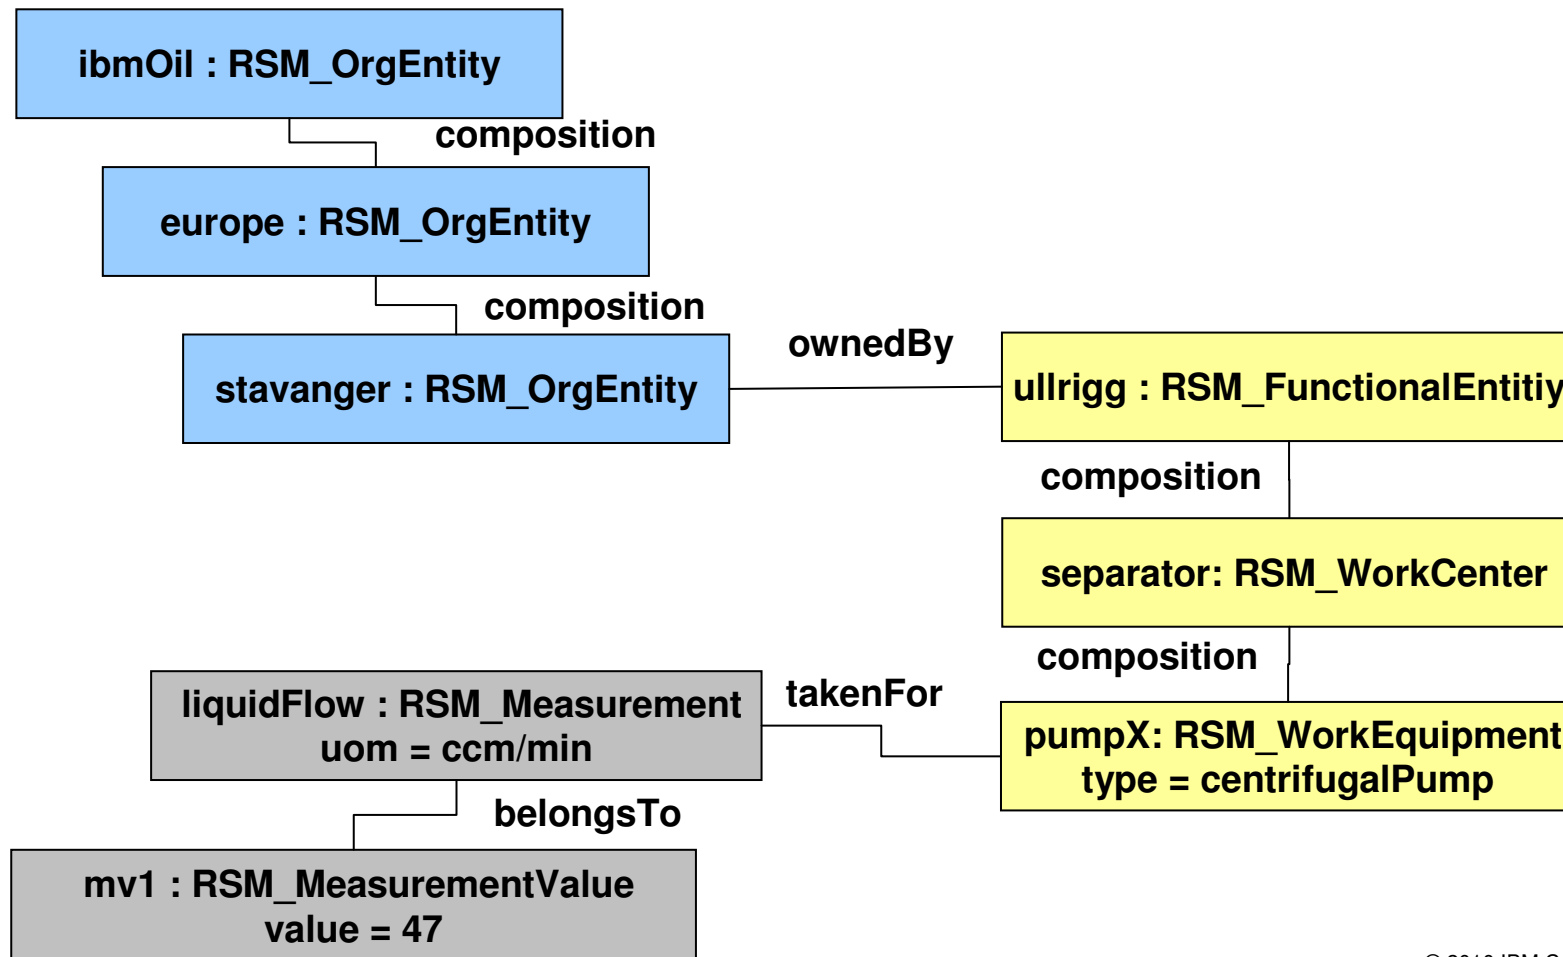 ibmOil : RSM_OrgEntity
composition
europe : RSM_OrgEntity
composition
stavanger : RSM_OrgEntity
ownedBy
ullrigg : RSM_FunctionalEntitiy
composition
separator: RSM_WorkCenter
composition
liquidFlow : RSM_Measurement
uom = ccm/min
takenFor
pumpX: RSM_WorkEquipment
type = centrifugalPump
belongsTo
mv1 : RSM_MeasurementValue
value = 47